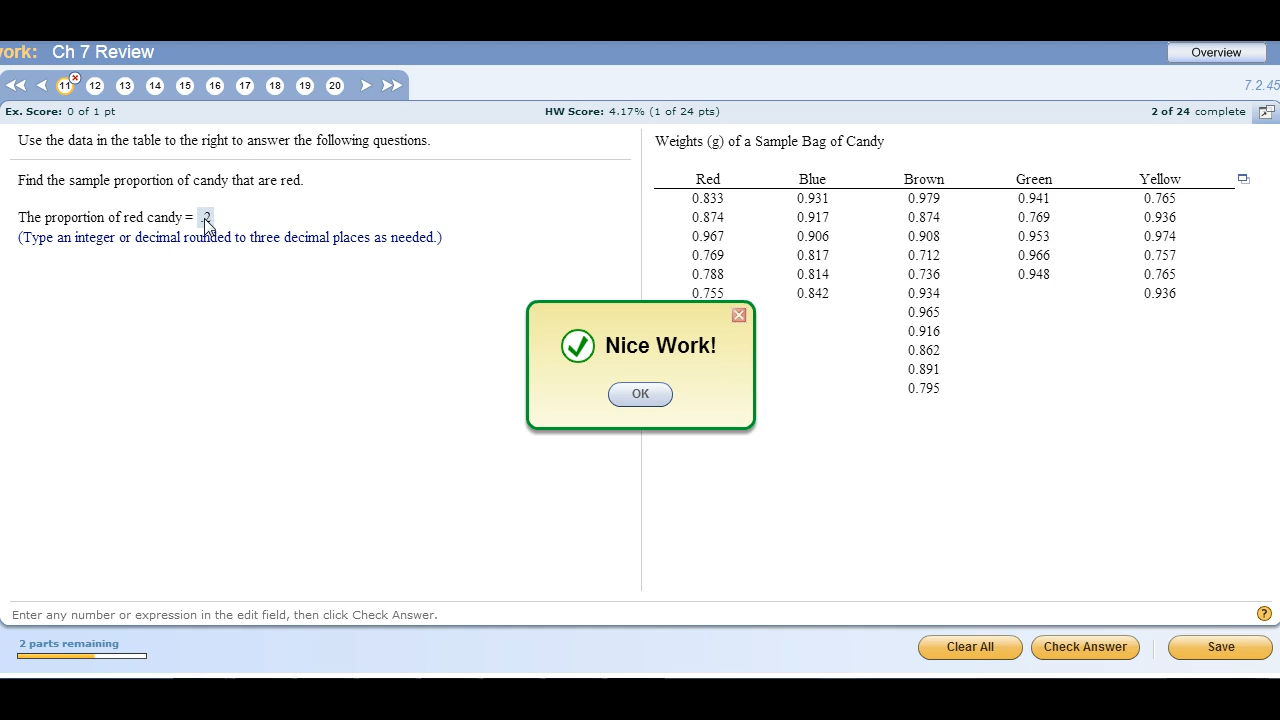 ork: Ch 7 Review
Overview
11 12 13 14 15 16 17 18 19 20
7.2.45
Ex. Score: 0 of 1 pt
HW Score: 4.17% (1 of 24 pts)
2 of 24 complete
Use the data in the table to the right to answer the following questions.
Find the sample proportion of candy that are red.
The proportion of red candy = .2
(Type an integer or decimal rounded to three decimal places as needed.)
Weights (g) of a Sample Bag of Candy
Red Blue Brown Green Yellow
0.833 0.931 0.979 0.941 0.765
0.874 0.917 0.874 0.769 0.936
0.967 0.906 0.908 0.953 0.974
0.769 0.817 0.712 0.966 0.757
0.788 0.814 0.736 0.948 0.765
0.755 0.842 0.934 0.936
0.965
0.916
0.862
0.891
0.795
Nice Work!
OK
Enter any number or expression in the edit field, then click Check Answer.
?
2 parts remaining
Clear All
Check Answer
Save